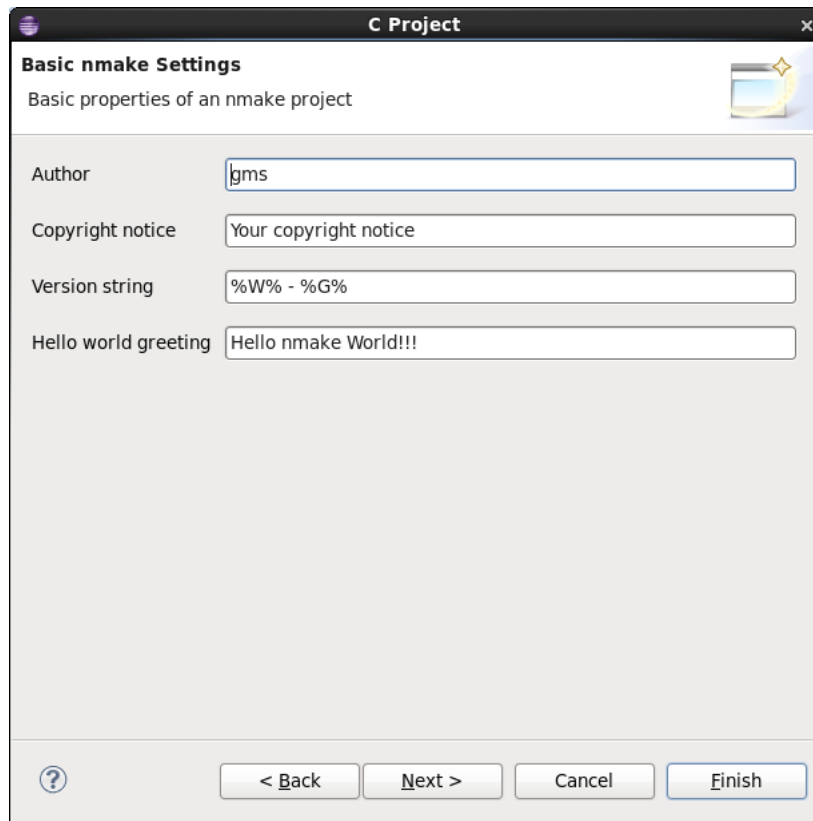 C Project
Basic nmake Settings
Basic properties of an nmake project
Author gms
Copyright notice Your copyright notice
Version string %W% - %G%
Hello world greeting Hello nmake World!!!
? < Back Next > Cancel Finish